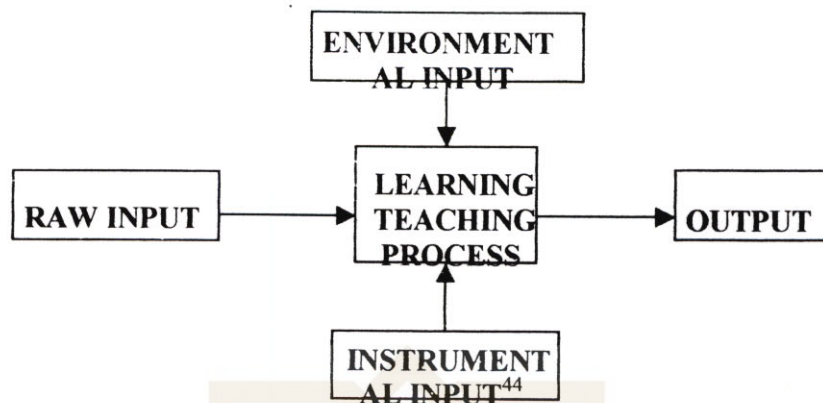 ENVIRONMENT
AL INPUT
RAW INPUT
LEARNING
TEACHING
PROCESS
OUTPUT
INSTRUMENT
AL INPUT44